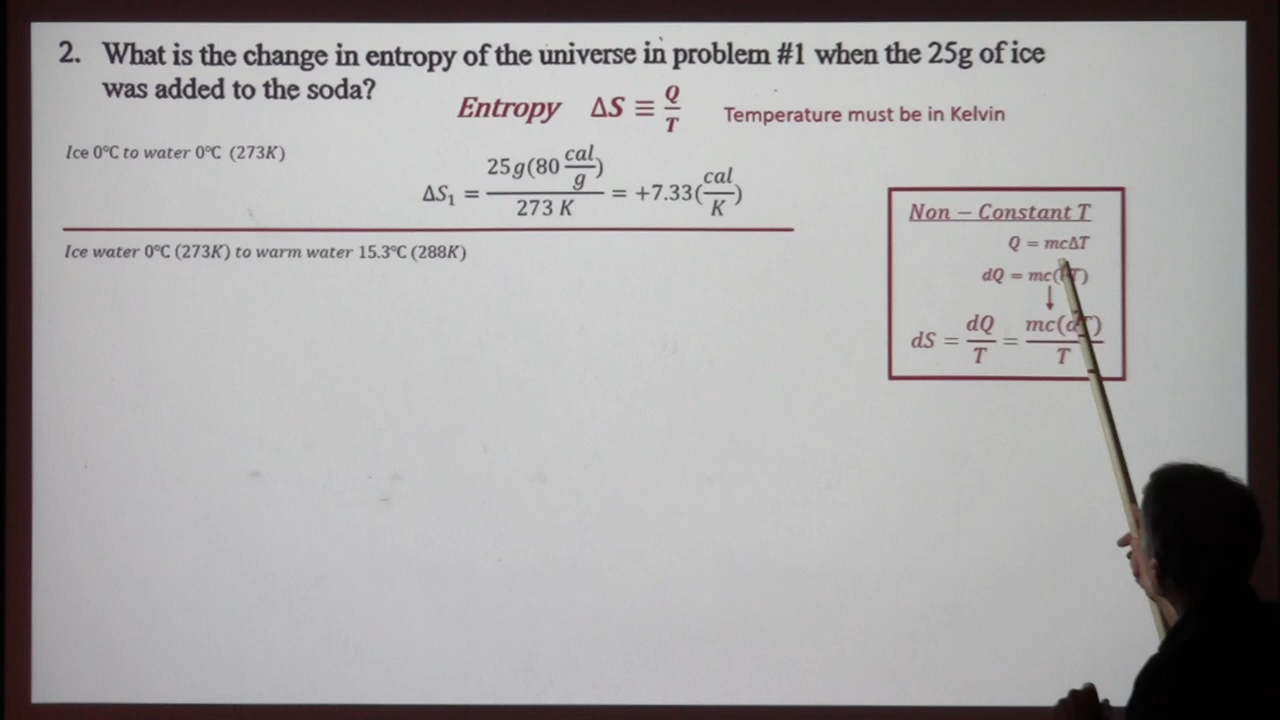 2. What is the change in entropy of the universe in problem #1 when the 25g of ice
was added to the soda?
Entropy ΔS ≡ Q/T Temperature must be in Kelvin
Ice 0°C to water 0°C (273K)
ΔS₁ = 25g(80 cal/g) / 273 K = +7.33(cal/K)
Ice water 0°C (273K) to warm water 15.3°C (288K)
Non – Constant T
Q = mcΔT
dQ = mc(dT)
↓
dS = dQ/T = mc(dT)/T